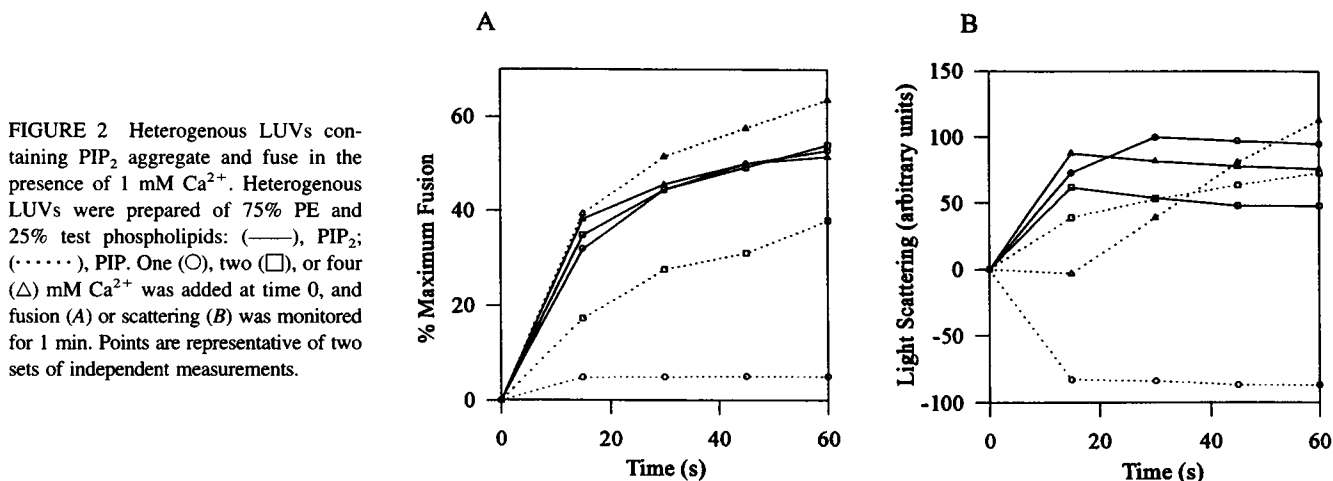 FIGURE 2 Heterogenous LUVs con-
taining PIP₂ aggregate and fuse in the
presence of 1 mM Ca²⁺. Heterogenous
LUVs were prepared of 75% PE and
25% test phospholipids: (——), PIP₂;
(······), PIP. One (○), two (□), or four
(△) mM Ca²⁺ was added at time 0, and
fusion (A) or scattering (B) was monitored
for 1 min. Points are representative of two
sets of independent measurements.
A
% Maximum Fusion
60
40
20
0
0 20 40 60
Time (s)
B
Light Scattering (arbitrary units)
150
100
50
0
-50
-100
0 20 40 60
Time (s)